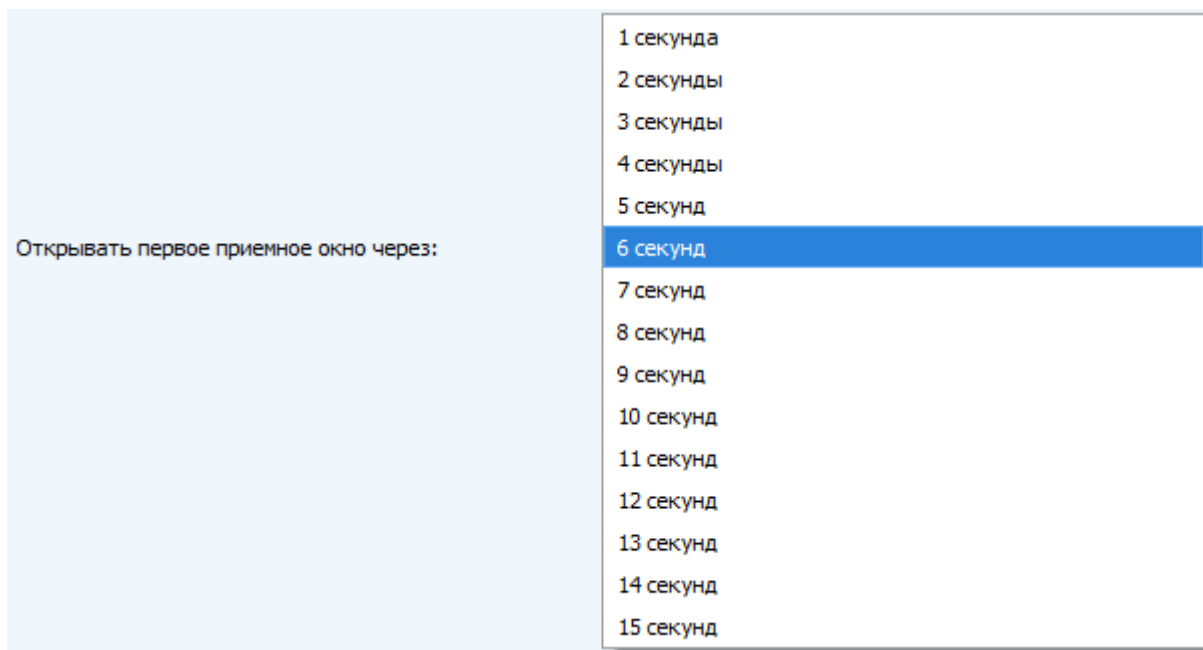 1 секунда
2 секунды
3 секунды
4 секунды
5 секунд
Открывать первое приемное окно через:
6 секунд
7 секунд
8 секунд
9 секунд
10 секунд
11 секунд
12 секунд
13 секунд
14 секунд
15 секунд